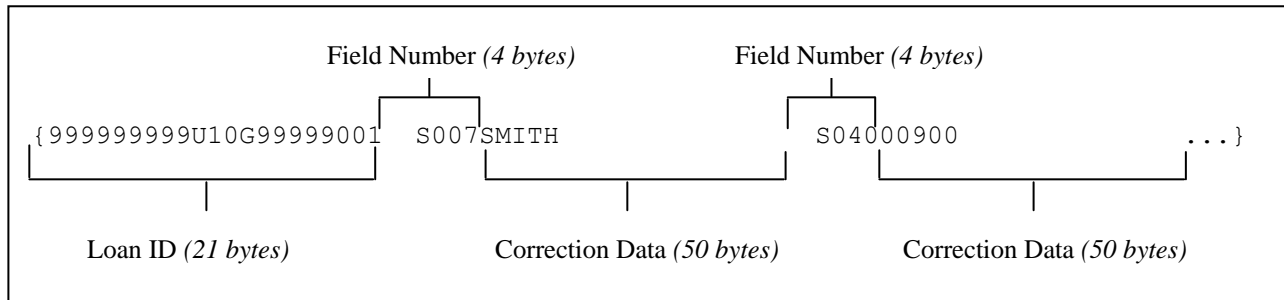 Field Number (4 bytes) Field Number (4 bytes)
{999999999U10G99999001 S007SMITH S04000900 ...}
Loan ID (21 bytes) Correction Data (50 bytes) Correction Data (50 bytes)